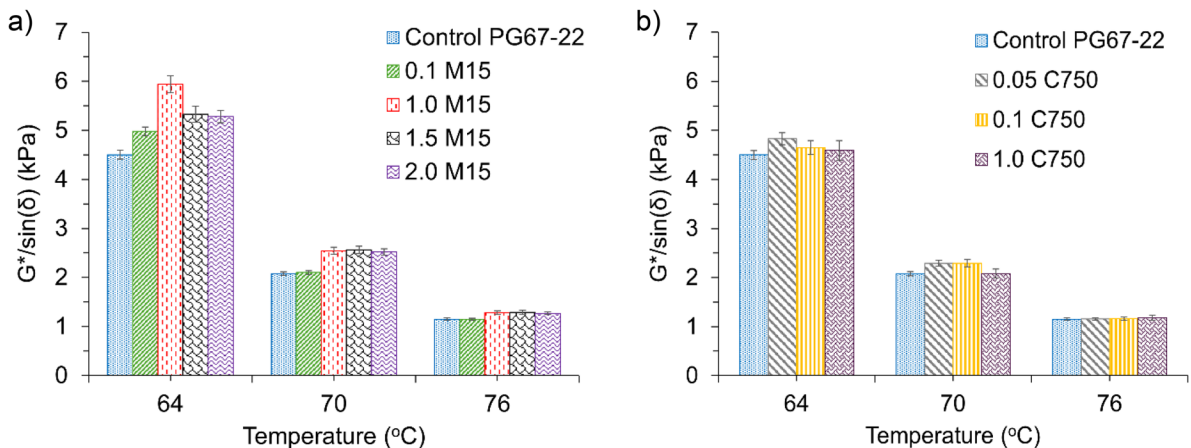 a)
G*/sin(δ) (kPa)
7
6
5
4
3
2
1
0
Control PG67-22
0.1 M15
1.0 M15
1.5 M15
2.0 M15
64 70 76
Temperature (°C)
b)
G*/sin(δ) (kPa)
7
6
5
4
3
2
1
0
Control PG67-22
0.05 C750
0.1 C750
1.0 C750
64 70 76
Temperature (°C)